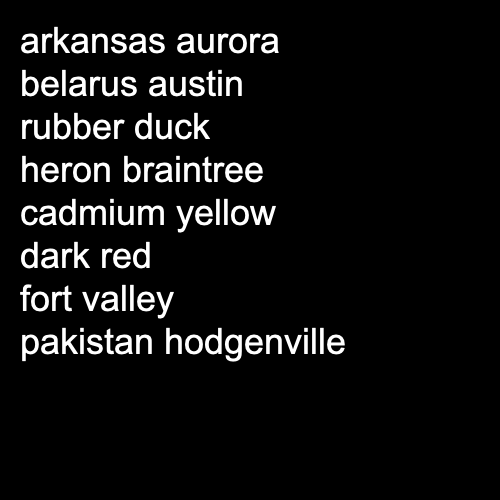 arkansas aurora
belarus austin
rubber duck
heron braintree
cadmium yellow
dark red
fort valley
pakistan hodgenville